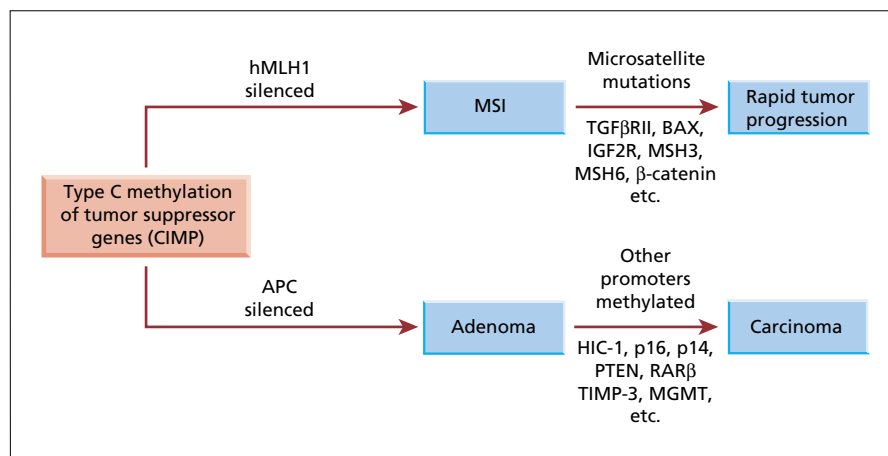 hMLH1
silenced
MSI
Microsatellite
mutations
TGFβRII, BAX,
IGF2R, MSH3,
MSH6, β-catenin
etc.
Rapid tumor
progression
Type C methylation
of tumor suppressor
genes (CIMP)
APC
silenced
Adenoma
Other
promoters
methylated
HIC-1, p16, p14,
PTEN, RARβ
TIMP-3, MGMT,
etc.
Carcinoma